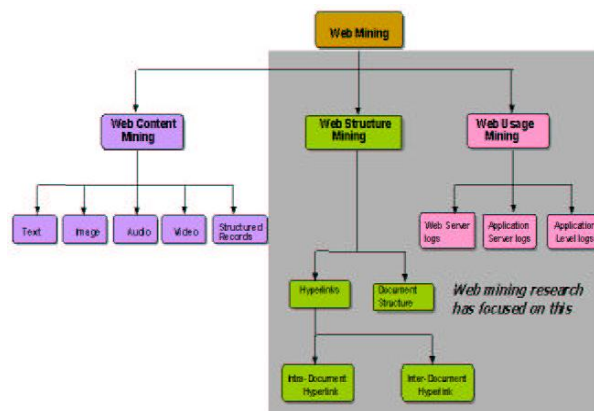 Web Mining
Web Content
Mining
Web Structure
Mining
Web Usage
Mining
Text
Image
Audio
Video
Structured
Records
Web Server
logs
Application
Server logs
Application
Level logs
Hyperlinks
Document
Structure
Web mining research
has focused on this
Intra-Document
Hyperlink
Inter-Document
Hyperlink